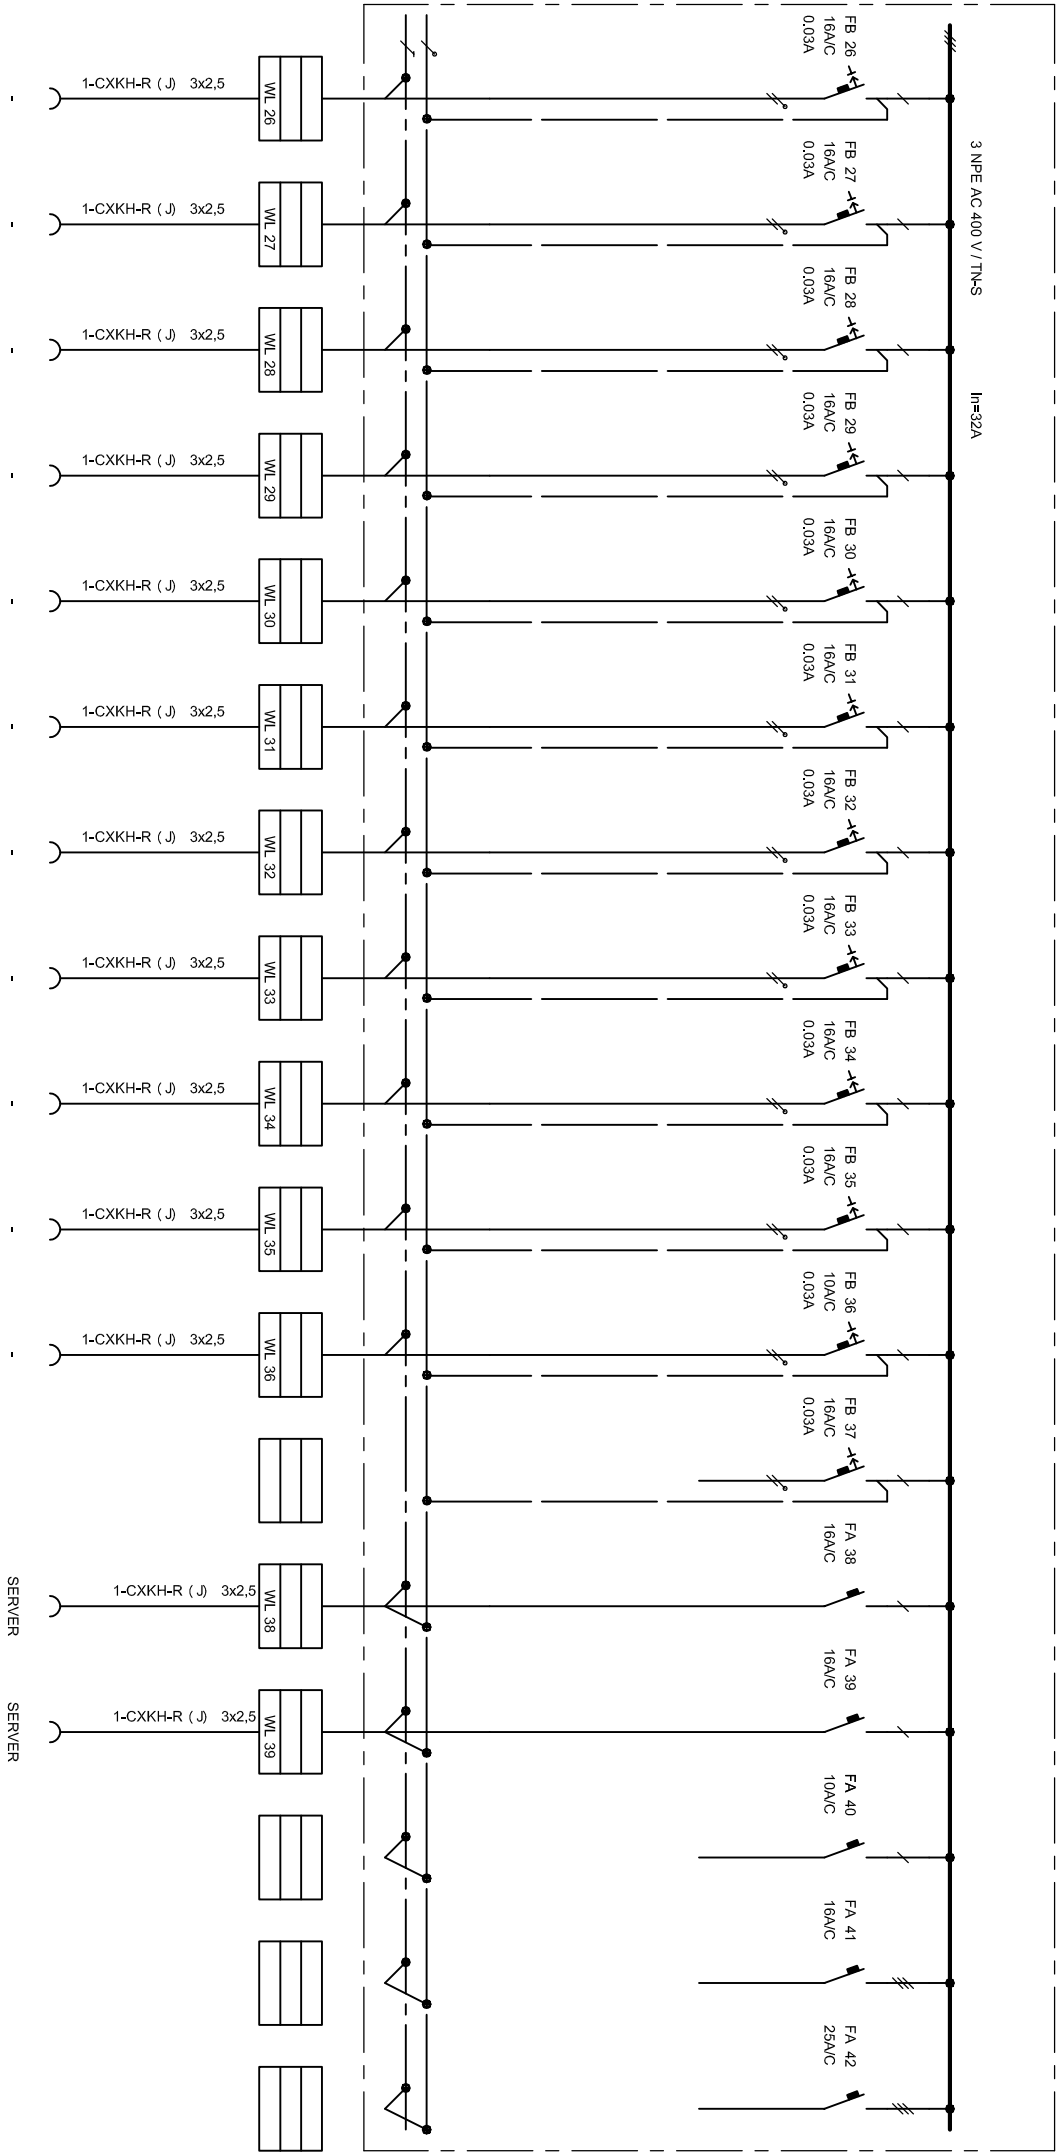 3 NPE AC 400 V / TN-S
In=32A
FB 26
16A/C
0.03A
FB 27
16A/C
0.03A
FB 28
16A/C
0.03A
FB 29
16A/C
0.03A
FB 30
16A/C
0.03A
FB 31
16A/C
0.03A
FB 32
16A/C
0.03A
FB 33
16A/C
0.03A
FB 34
16A/C
0.03A
FB 35
16A/C
0.03A
FB 36
10A/C
0.03A
FB 37
16A/C
0.03A
FA 38
16A/C
FA 39
16A/C
FA 40
10A/C
FA 41
16A/C
FA 42
25A/C
WL 26
WL 27
WL 28
WL 29
WL 30
WL 31
WL 32
WL 33
WL 34
WL 35
WL 36
WL 38
WL 39
1-CXKH-R ( J) 3x2,5
1-CXKH-R ( J) 3x2,5
1-CXKH-R ( J) 3x2,5
1-CXKH-R ( J) 3x2,5
1-CXKH-R ( J) 3x2,5
1-CXKH-R ( J) 3x2,5
1-CXKH-R ( J) 3x2,5
1-CXKH-R ( J) 3x2,5
1-CXKH-R ( J) 3x2,5
1-CXKH-R ( J) 3x2,5
1-CXKH-R ( J) 3x2,5
1-CXKH-R ( J) 3x2,5
1-CXKH-R ( J) 3x2,5
-
-
-
-
-
-
-
-
-
-
-
SERVER
SERVER